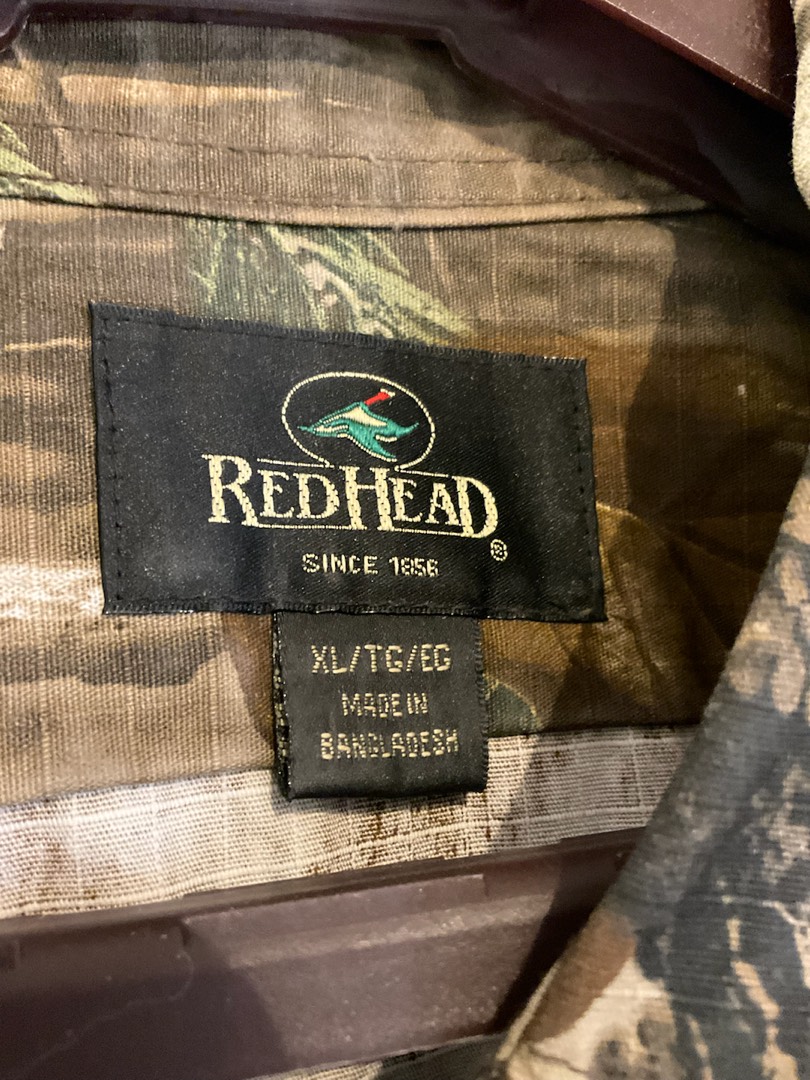 REDHEAD
®
SINCE 1856
XL/TG/EG
MADE IN
BANGLADESH